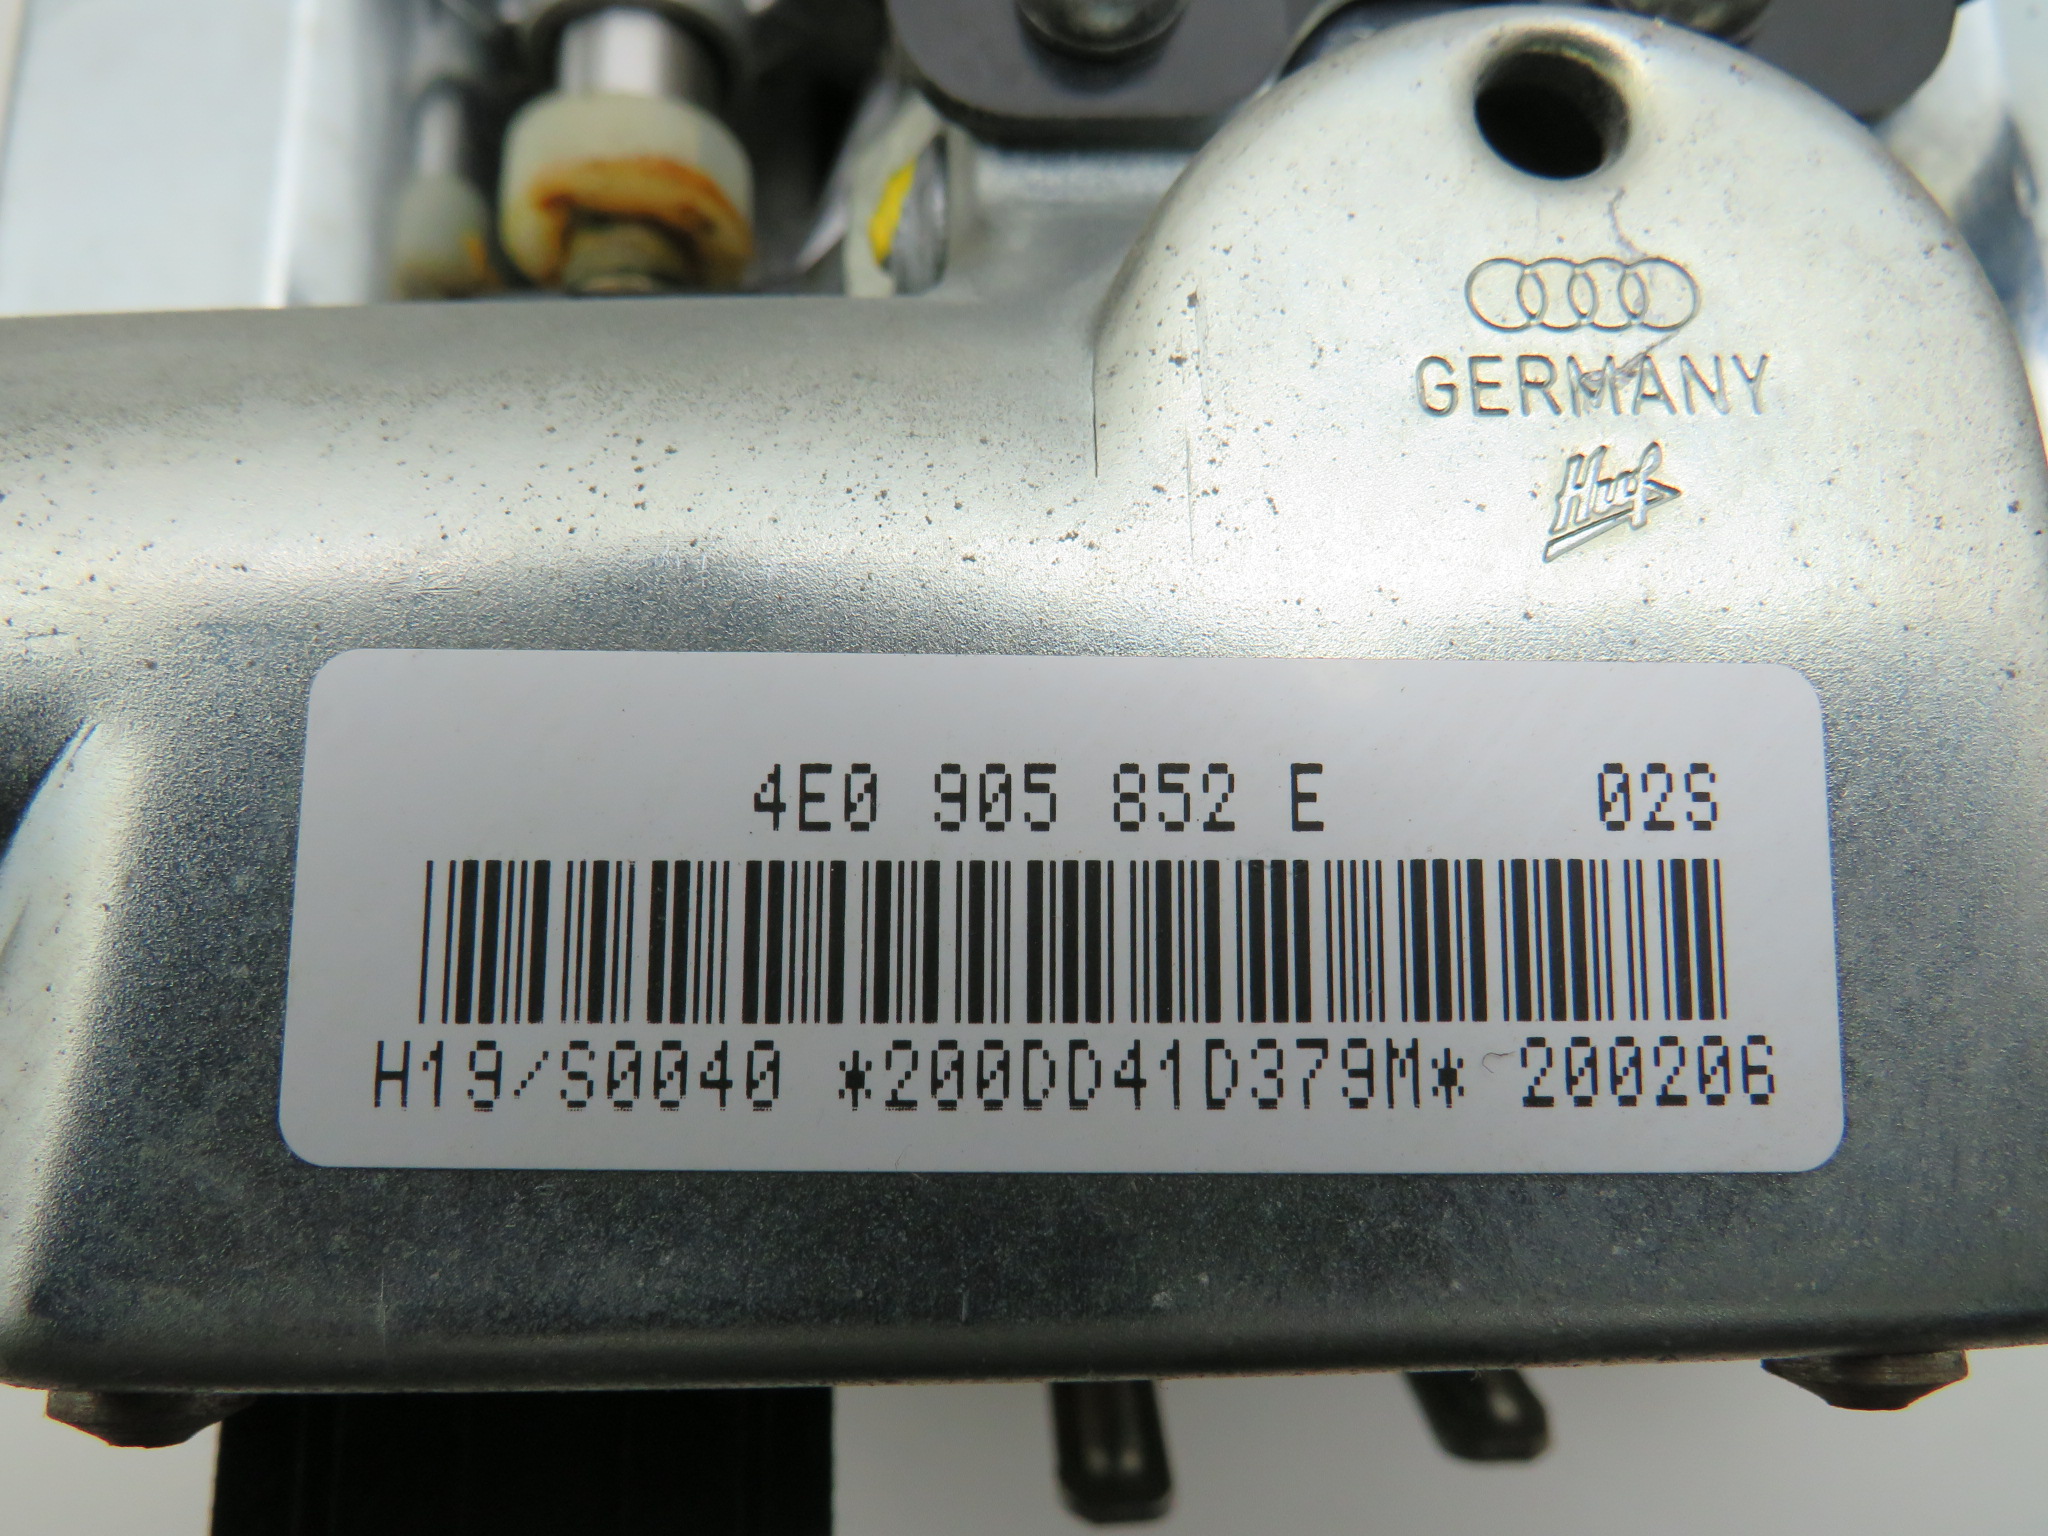 GERMANY
Huf
4E0 905 852 E 02S
H19/S0040 *200DD41D379M* 200206